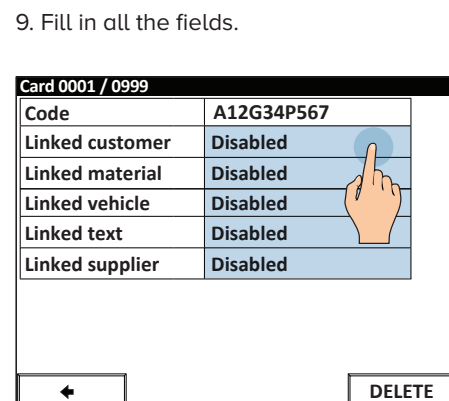 9. Fill in all the fields.
Card 0001 / 0999
Code A12G34P567
Linked customer Disabled
Linked material Disabled
Linked vehicle Disabled
Linked text Disabled
Linked supplier Disabled
DELETE